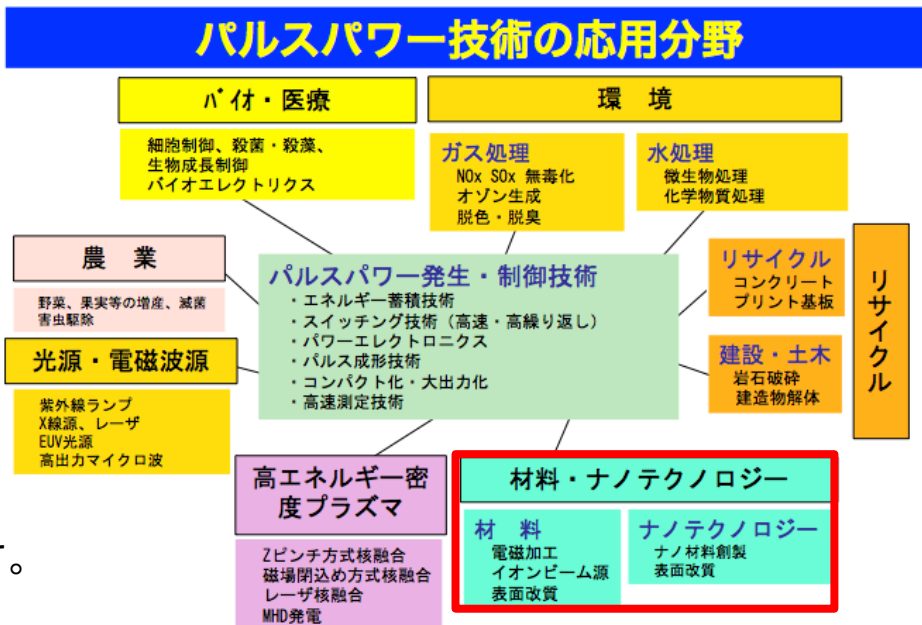 パルスパワー技術の応用分野
バイオ・医療
細胞制御、殺菌・殺藻、
生物成長制御
バイオエレクトリクス
環 境
ガス処理
NOx SOx 無毒化
オゾン生成
脱色・脱臭
水処理
微生物処理
化学物質処理
農 業
野菜、果実等の増産、滅菌
害虫駆除
パルスパワー発生・制御技術
・エネルギー蓄積技術
・スイッチング技術（高速・高繰り返し）
・パワーエレクトロニクス
・パルス成形技術
・コンパクト化・大出力化
・高速測定技術
リサイクル
コンクリート
プリント基板
建設・土木
岩石破砕
建造物解体
リサイクル
光源・電磁波源
紫外線ランプ
X線源、レーザ
EUV光源
高出力マイクロ波
高エネルギー密
度プラズマ
Zピンチ方式核融合
磁場閉込め方式核融合
レーザ核融合
MHD発電
材料・ナノテクノロジー
材 料
電磁加工
イオンビーム源
表面改質
ナノテクノロジー
ナノ材料創製
表面改質
。